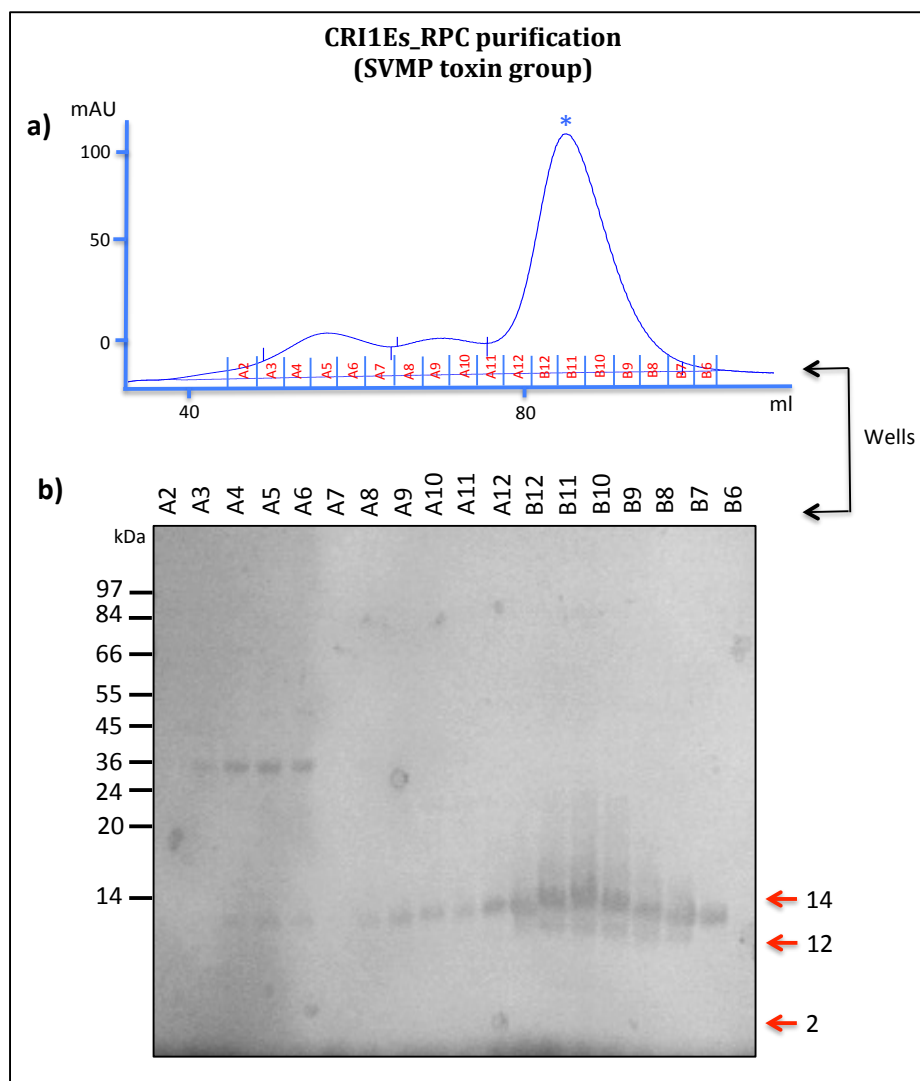 CRI1Es_RPC purification
(SVMP toxin group)
a)
mAU
*
100
50
0
A2 A3 A4 A5 A6 A7 A8 A9 A10 A11 A12 B12 B11 B10 B9 B8 B7 B6
40 80 ml
Wells
b)
A2 A3 A4 A5 A6 A7 A8 A9 A10 A11 A12 B12 B11 B10 B9 B8 B7 B6
kDa
97
84
66
55
45
36
24
20
14
14
12
2